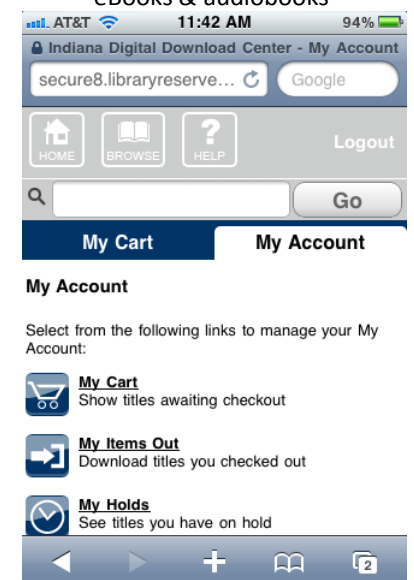 eBooks & audiobooks
AT&T 11:42 AM 94%
Indiana Digital Download Center - My Account
secure8.libraryreserve... Google
HOME BROWSE ? HELP Logout
Go
My Cart My Account
My Account
Select from the following links to manage your My
Account:
My Cart
Show titles awaiting checkout
My Items Out
Download titles you checked out
My Holds
See titles you have on hold
2